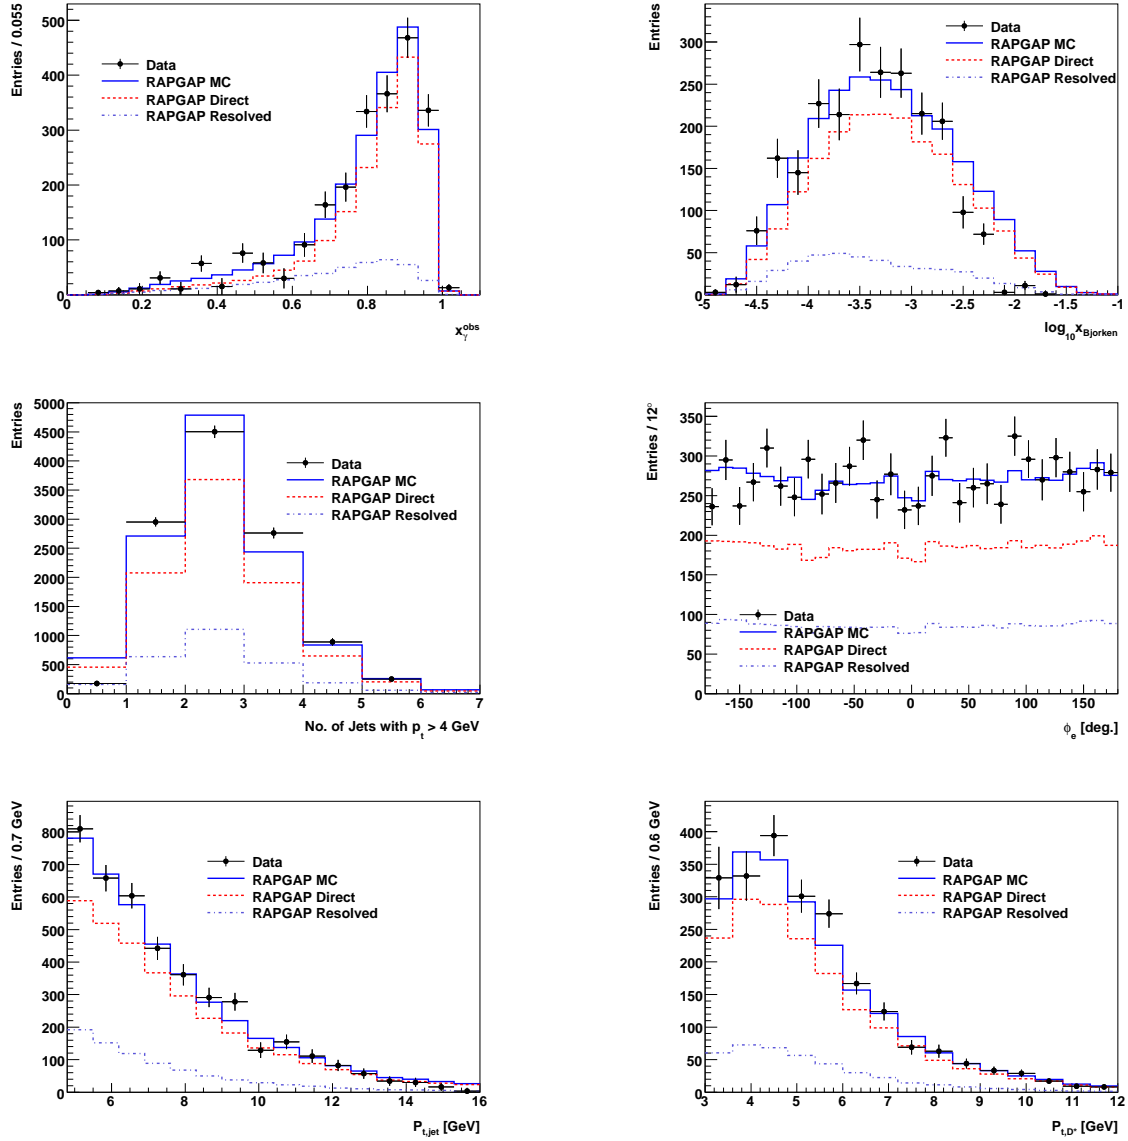 Entries / 0.055
500
400
300
200
100
0
Data
RAPGAP MC
RAPGAP Direct
RAPGAP Resolved
0 0.2 0.4 0.6 0.8 1
xγobs
Entries
300
250
200
150
100
50
0
Data
RAPGAP MC
RAPGAP Direct
RAPGAP Resolved
-5 -4.5 -4 -3.5 -3 -2.5 -2 -1.5 -1
log10xBjorken
Entries
5000
4500
4000
3500
3000
2500
2000
1500
1000
500
0
Data
RAPGAP MC
RAPGAP Direct
RAPGAP Resolved
0 1 2 3 4 5 6 7
No. of Jets with pt > 4 GeV
Entries / 12°
350
300
250
200
150
100
50
0
Data
RAPGAP MC
RAPGAP Direct
RAPGAP Resolved
-150 -100 -50 0 50 100 150
ϕe [deg.]
Entries / 0.7 GeV
800
700
600
500
400
300
200
100
0
Data
RAPGAP MC
RAPGAP Direct
RAPGAP Resolved
6 8 10 12 14 16
Pt,jet [GeV]
Entries / 0.6 GeV
400
350
300
250
200
150
100
50
0
Data
RAPGAP MC
RAPGAP Direct
RAPGAP Resolved
3 4 5 6 7 8 9 10 11 12
Pt,D* [GeV]